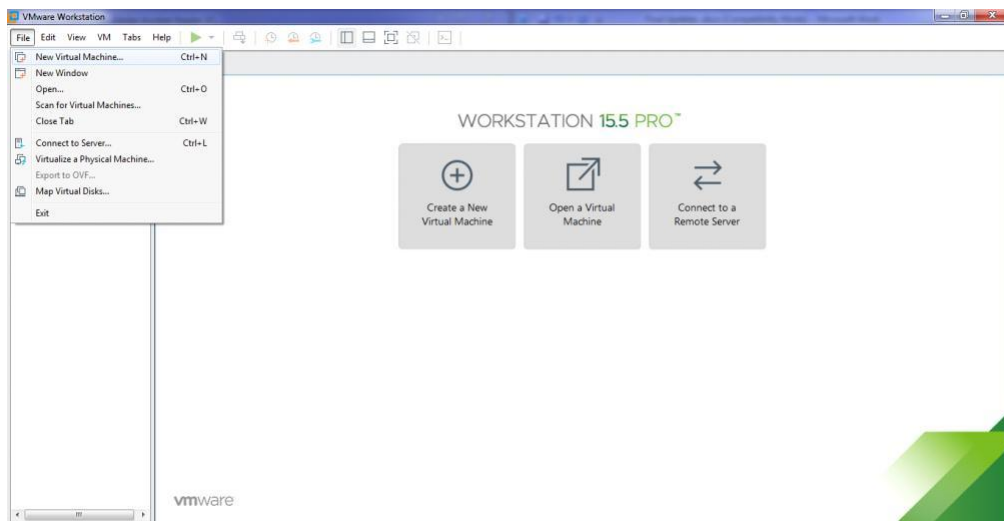 VMware Workstation
File Edit View VM Tabs Help
New Virtual Machine... Ctrl+N
New Window
Open... Ctrl+O
Scan for Virtual Machines...
Close Tab Ctrl+W
Connect to Server... Ctrl+L
Virtualize a Physical Machine...
Export to OVF...
Map Virtual Disks...
Exit
WORKSTATION 15.5 PRO™
Create a New
Virtual Machine
Open a Virtual
Machine
Connect to a
Remote Server
vmware